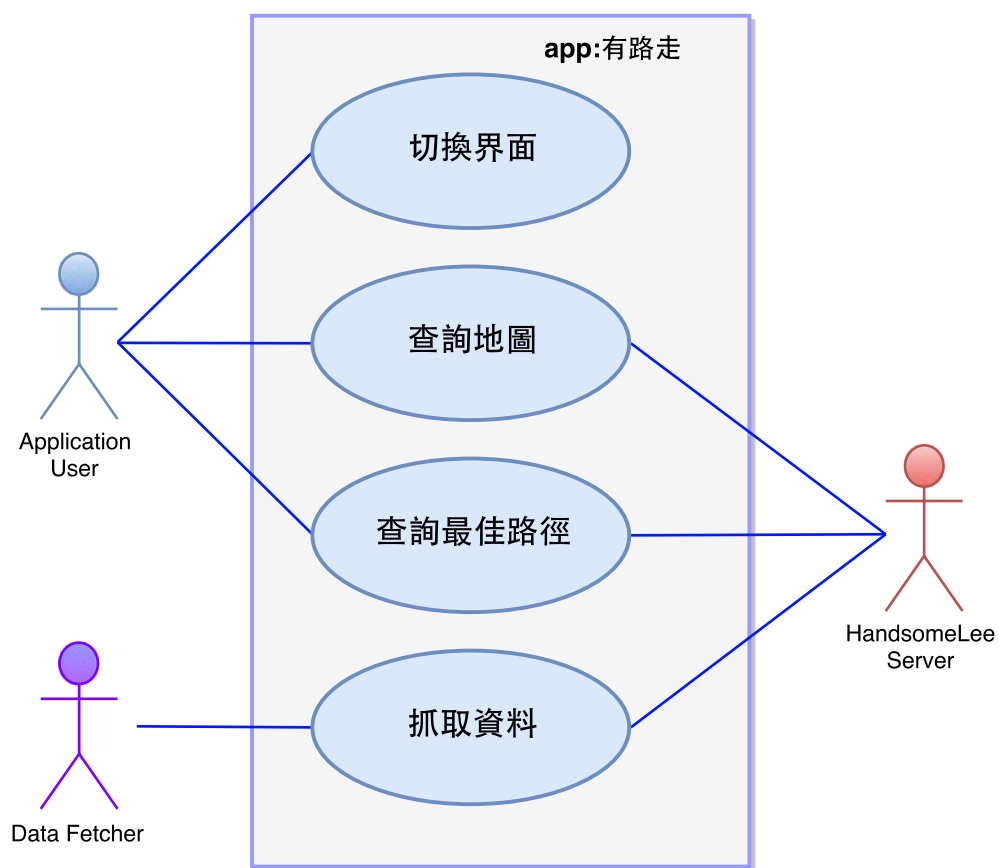 app:有路走
切換界面
查詢地圖
Application
User
查詢最佳路徑
HandsomeLee
Server
抓取資料
Data Fetcher